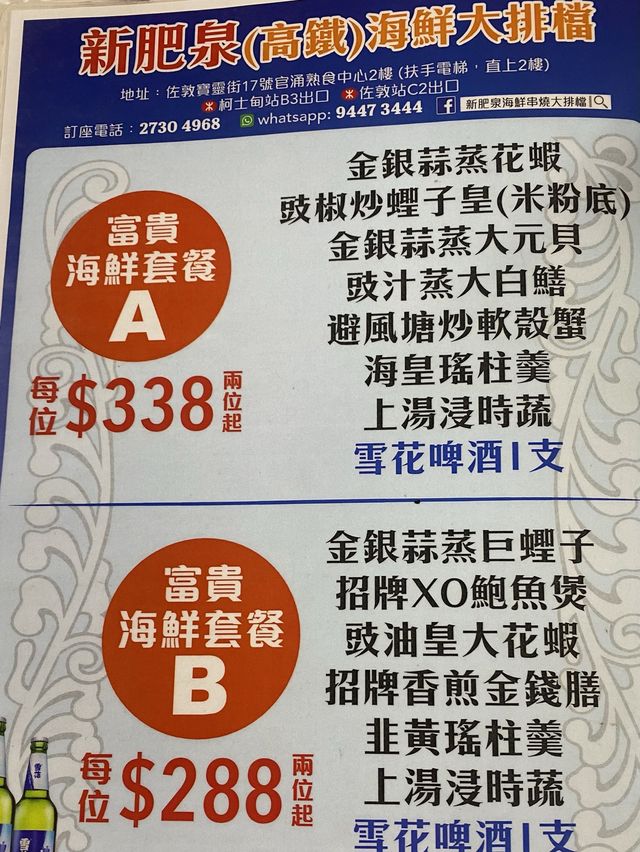 新肥泉(高鐵)海鮮大排檔
地址：佐敦寶靈街17號官涌熟食中心2樓 (扶手電梯，直上2樓)
柯士甸站B3出口 佐敦站C2出口
訂座電話：2730 4968 whatsapp: 9447 3444 新肥泉海鮮串燒大排檔
富貴
海鮮套餐
A
每位 $338 兩位起
金銀蒜蒸花蝦
豉椒炒蟶子皇(米粉底)
金銀蒜蒸大元貝
豉汁蒸大白鱔
避風塘炒軟殼蟹
海皇瑤柱羹
上湯浸時蔬
雪花啤酒1支
富貴
海鮮套餐
B
每位 $288 兩位起
金銀蒜蒸巨蟶子
招牌XO鮑魚煲
豉油皇大花蝦
招牌香煎金錢膳
韭黃瑤柱羹
上湯浸時蔬
雪花啤酒1支